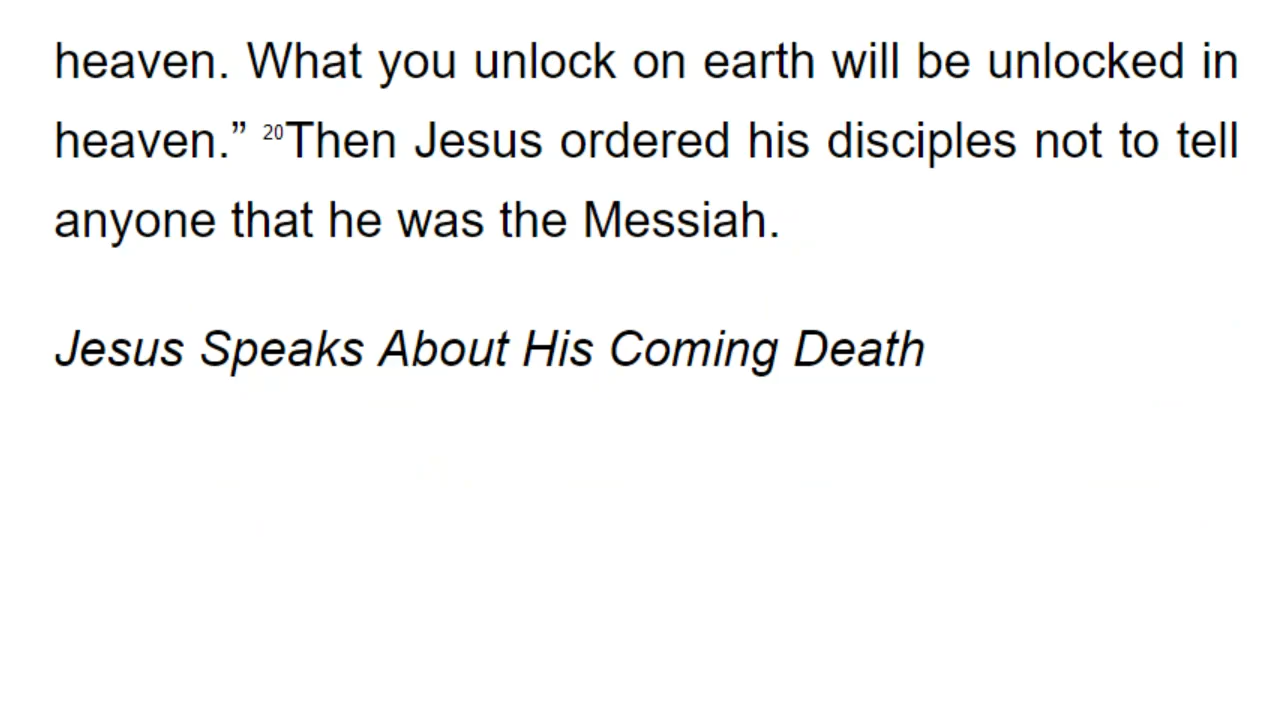 heaven. What you unlock on earth will be unlocked in
heaven.” ²⁰Then Jesus ordered his disciples not to tell
anyone that he was the Messiah.
Jesus Speaks About His Coming Death